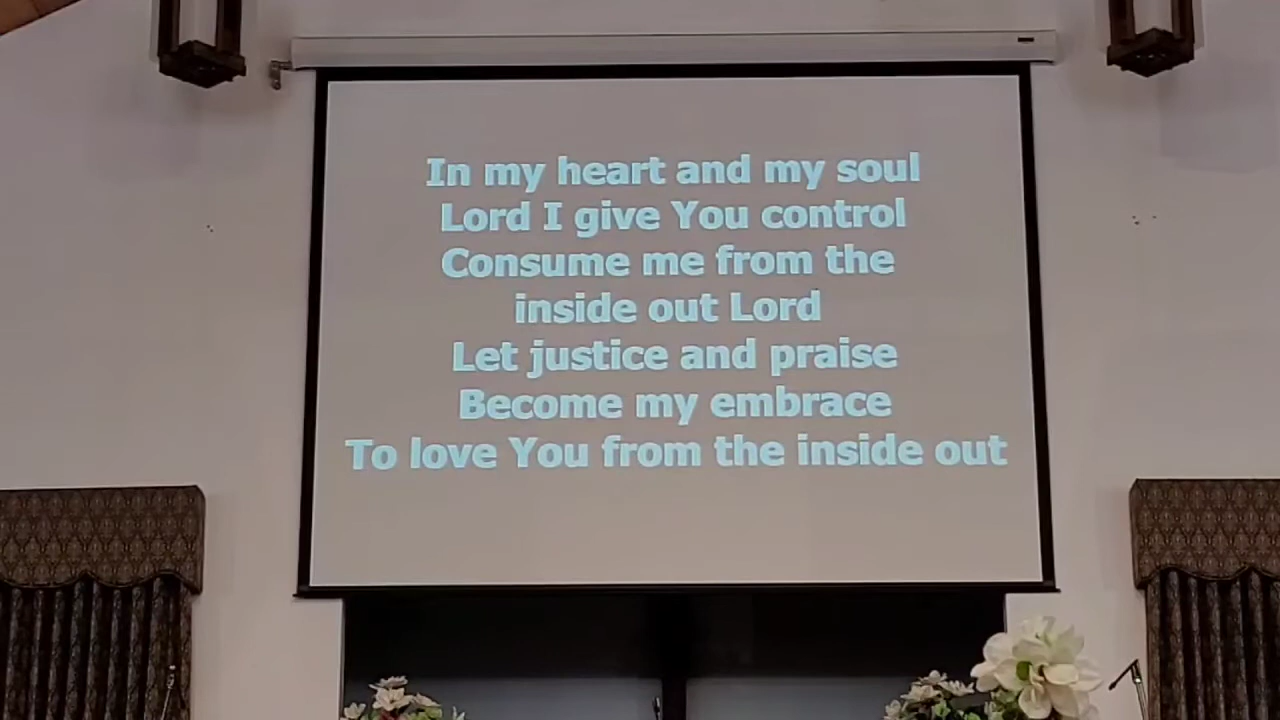 In my heart and my soul
Lord I give You control
Consume me from the
inside out Lord
Let justice and praise
Become my embrace
To love You from the inside out